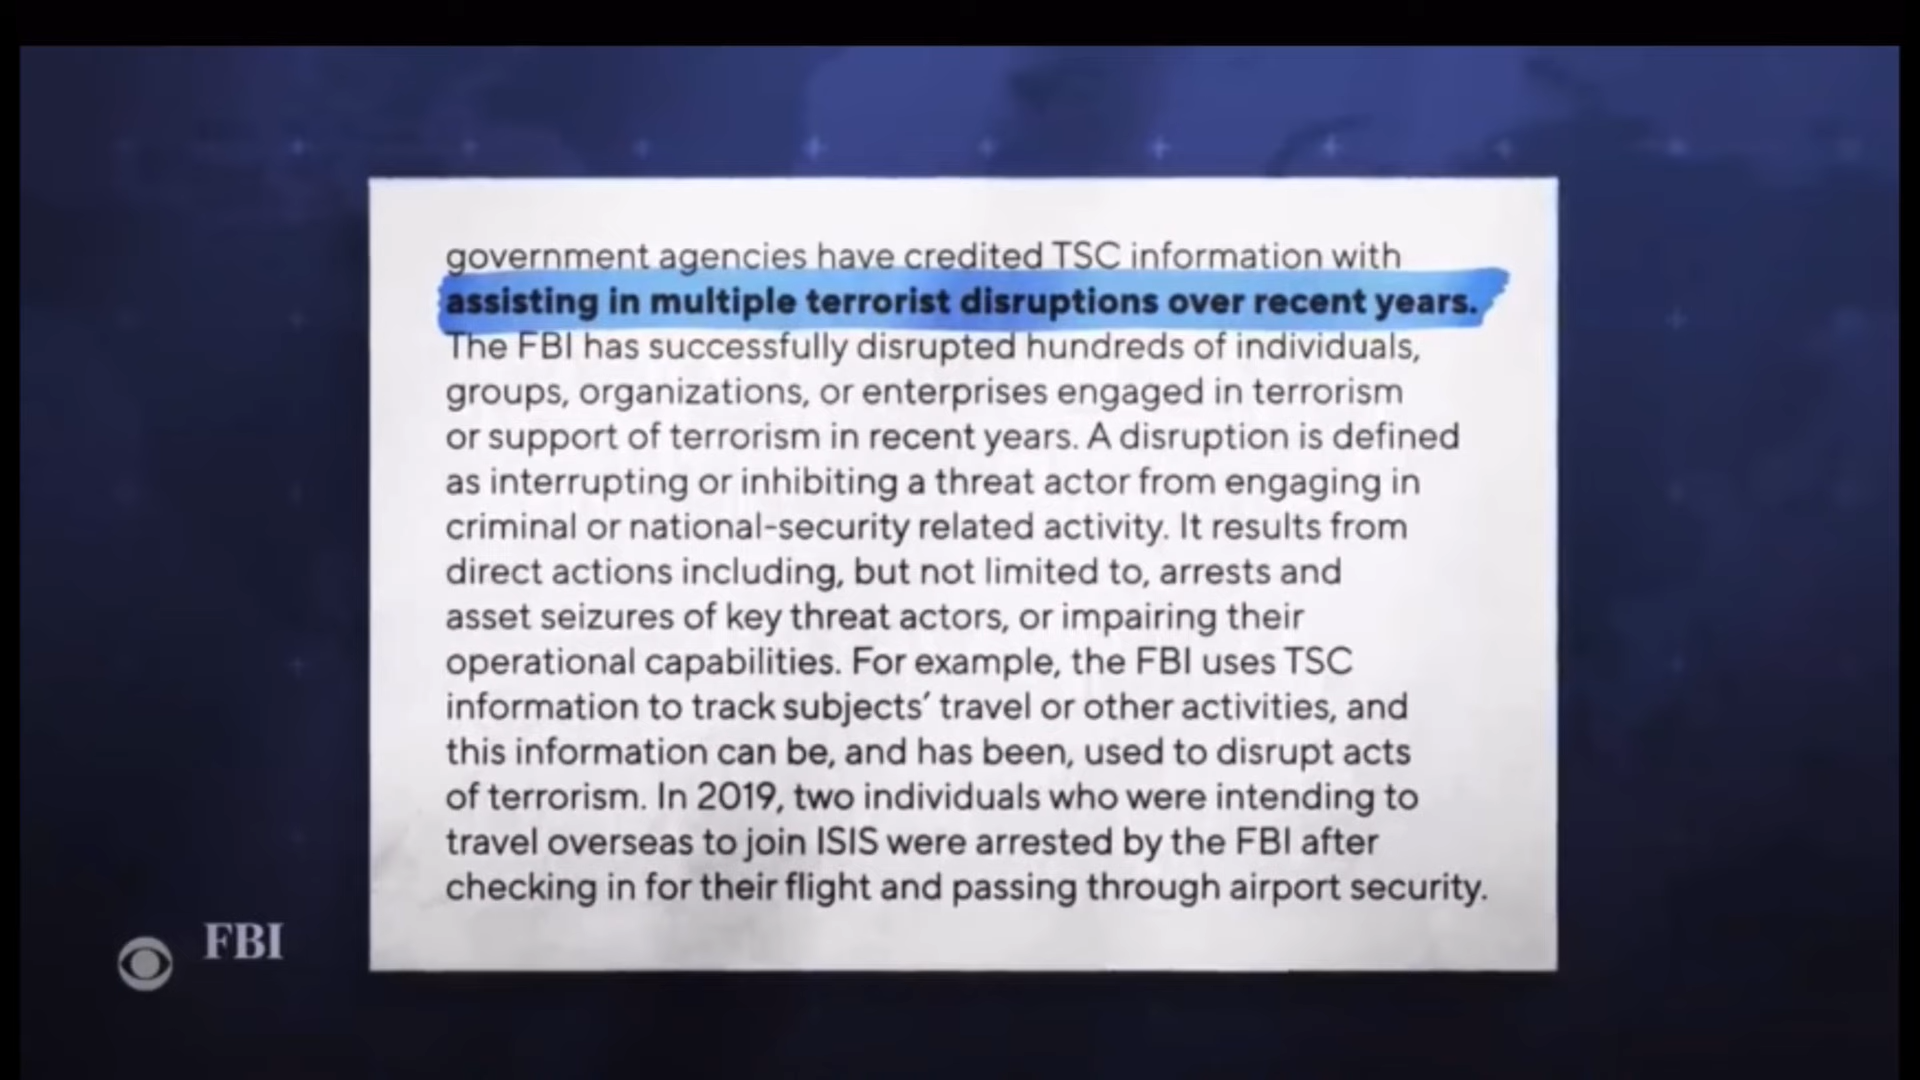 government agencies have credited TSC information with
assisting in multiple terrorist disruptions over recent years.
The FBI has successfully disrupted hundreds of individuals,
groups, organizations, or enterprises engaged in terrorism
or support of terrorism in recent years. A disruption is defined
as interrupting or inhibiting a threat actor from engaging in
criminal or national-security related activity. It results from
direct actions including, but not limited to, arrests and
asset seizures of key threat actors, or impairing their
operational capabilities. For example, the FBI uses TSC
information to track subjects’ travel or other activities, and
this information can be, and has been, used to disrupt acts
of terrorism. In 2019, two individuals who were intending to
travel overseas to join ISIS were arrested by the FBI after
checking in for their flight and passing through airport security.
FBI